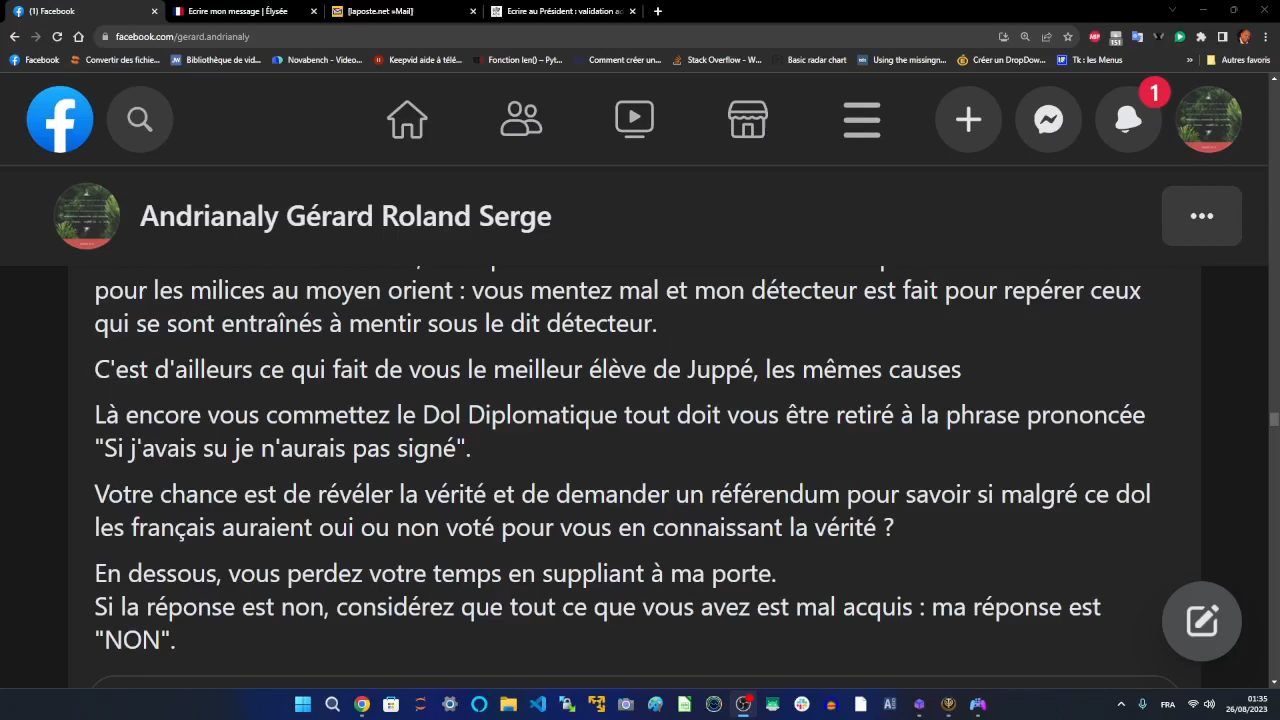 (1) Facebook
Ecrire mon message | Élysée
[laposte.net »Mail]
Ecrire au Président : validation ad
facebook.com/gerard.andrianaly
Facebook
Convertir des fichie...
Bibliothèque de vid...
Novabench - Video...
Keepvid aide à télé...
Fonction len() – Pyt...
Comment créer un...
Stack Overflow - W...
Basic radar chart
Using the missingn...
Créer un DropDow...
Tk : les Menus
»
Autres favoris
1
Andrianaly Gérard Roland Serge
pour les milices au moyen orient : vous mentez mal et mon détecteur est fait pour repérer ceux
qui se sont entraînés à mentir sous le dit détecteur.
C'est d'ailleurs ce qui fait de vous le meilleur élève de Juppé, les mêmes causes
Là encore vous commettez le Dol Diplomatique tout doit vous être retiré à la phrase prononcée
"Si j'avais su je n'aurais pas signé".
Votre chance est de révéler la vérité et de demander un référendum pour savoir si malgré ce dol
les français auraient oui ou non voté pour vous en connaissant la vérité ?
En dessous, vous perdez votre temps en suppliant à ma porte.
Si la réponse est non, considérez que tout ce que vous avez est mal acquis : ma réponse est
"NON".
FRA
01:35
26/08/2023